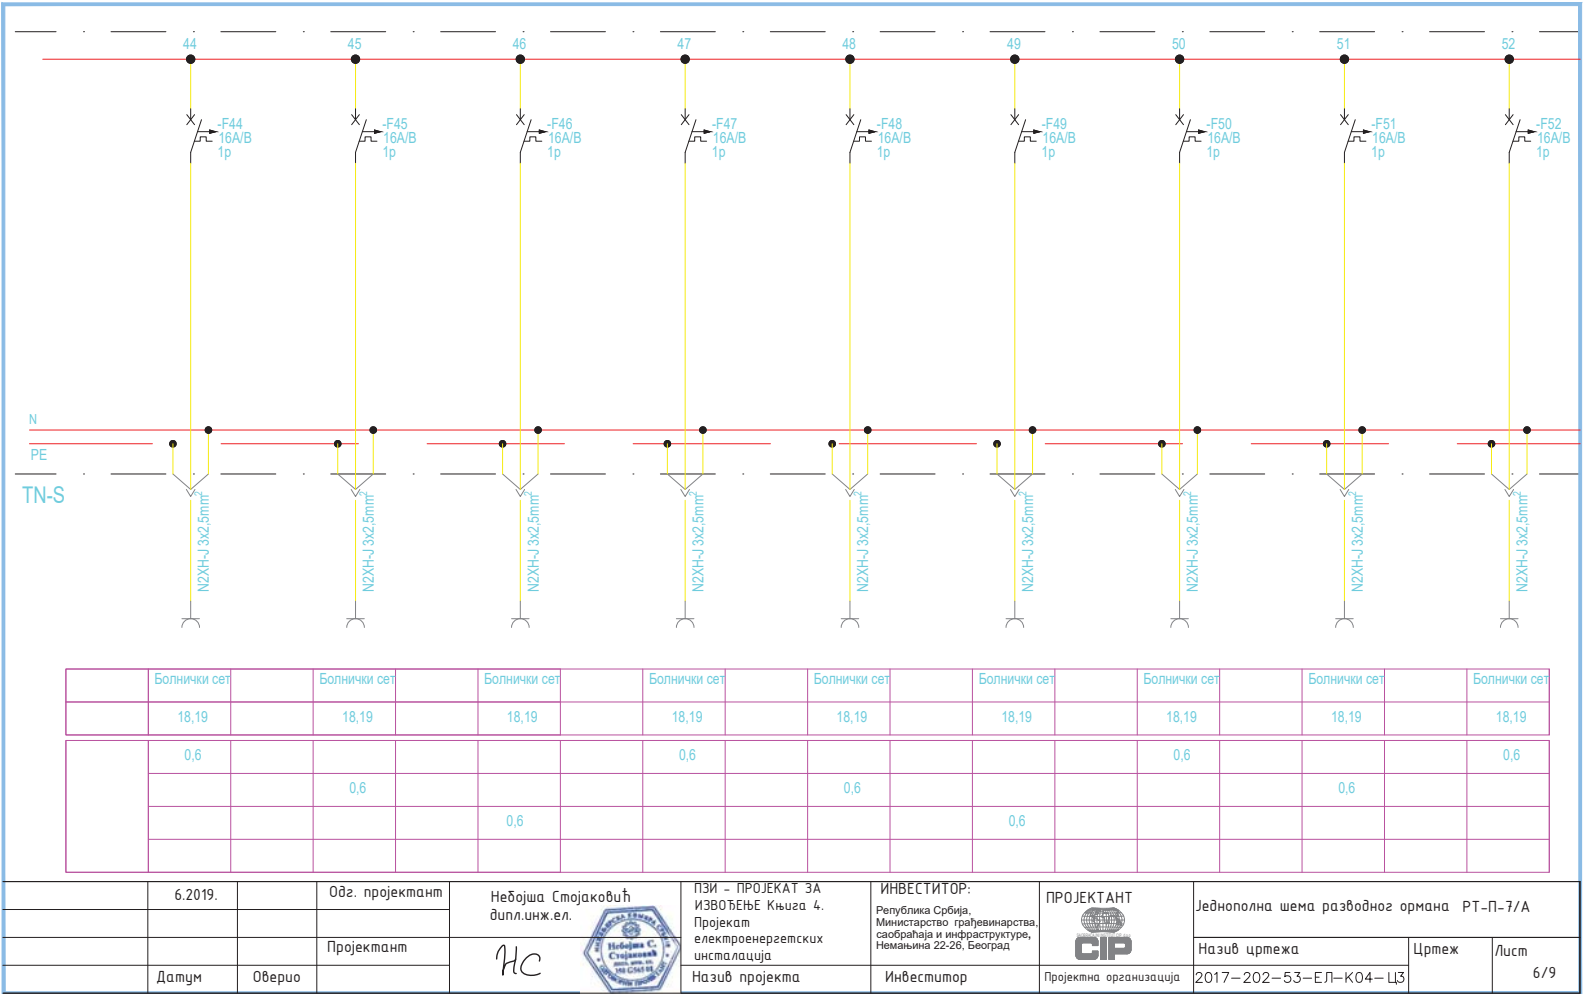 44 45 46 47 48 49 50 51 52
-F44 -F45 -F46 -F47 -F48 -F49 -F50 -F51 -F52
16A/B 16A/B 16A/B 16A/B 16A/B 16A/B 16A/B 16A/B 16A/B
1p 1p 1p 1p 1p 1p 1p 1p 1p
N
PE
TN-S
N2XH-J 3x2,5mm² N2XH-J 3x2,5mm² N2XH-J 3x2,5mm² N2XH-J 3x2,5mm² N2XH-J 3x2,5mm² N2XH-J 3x2,5mm² N2XH-J 3x2,5mm² N2XH-J 3x2,5mm² N2XH-J 3x2,5mm²
Болнички сет Болнички сет Болнички сет Болнички сет Болнички сет Болнички сет Болнички сет Болнички сет Болнички сет
18,19 18,19 18,19 18,19 18,19 18,19 18,19 18,19 18,19
0,6 0,6 0,6 0,6
0,6 0,6 0,6
0,6 0,6
6.2019.
Одг. пројектант
Пројектант
Датум
Оверио
Небојша Стојаковић
дипл.инж.ел.
НС
Небојша С.
Стојаковић
ПЗИ - ПРОЈЕКАТ ЗА
ИЗВОЂЕЊЕ Књига 4.
Пројекат
електроенергетских
инсталација
Назив пројекта
ИНВЕСТИТОР:
Република Србија,
Министарство грађевинарства,
саобраћаја и инфраструктуре,
Немањина 22-26, Београд
Инвеститор
ПРОЈЕКТАНТ
CIP
Пројектна организација
Једнополна шема разводног ормана РТ-П-7/А
Назив цртежа
2017-202-53-ЕЛ-К04-Ц3
Цртеж
Лист
6/9